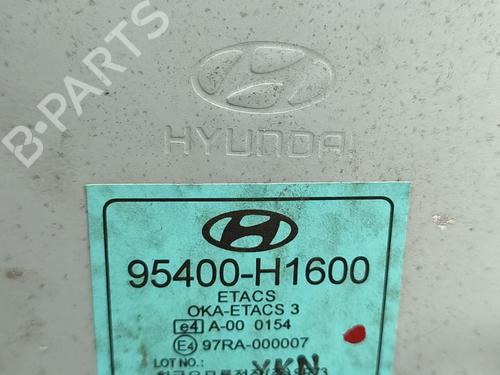 HYUNDAI
95400-H1600
ETACS
OKA-ETACS 3
e4 A-00 0154
E4 97RA-000007
LOT NO.: YKN
B-PARTS